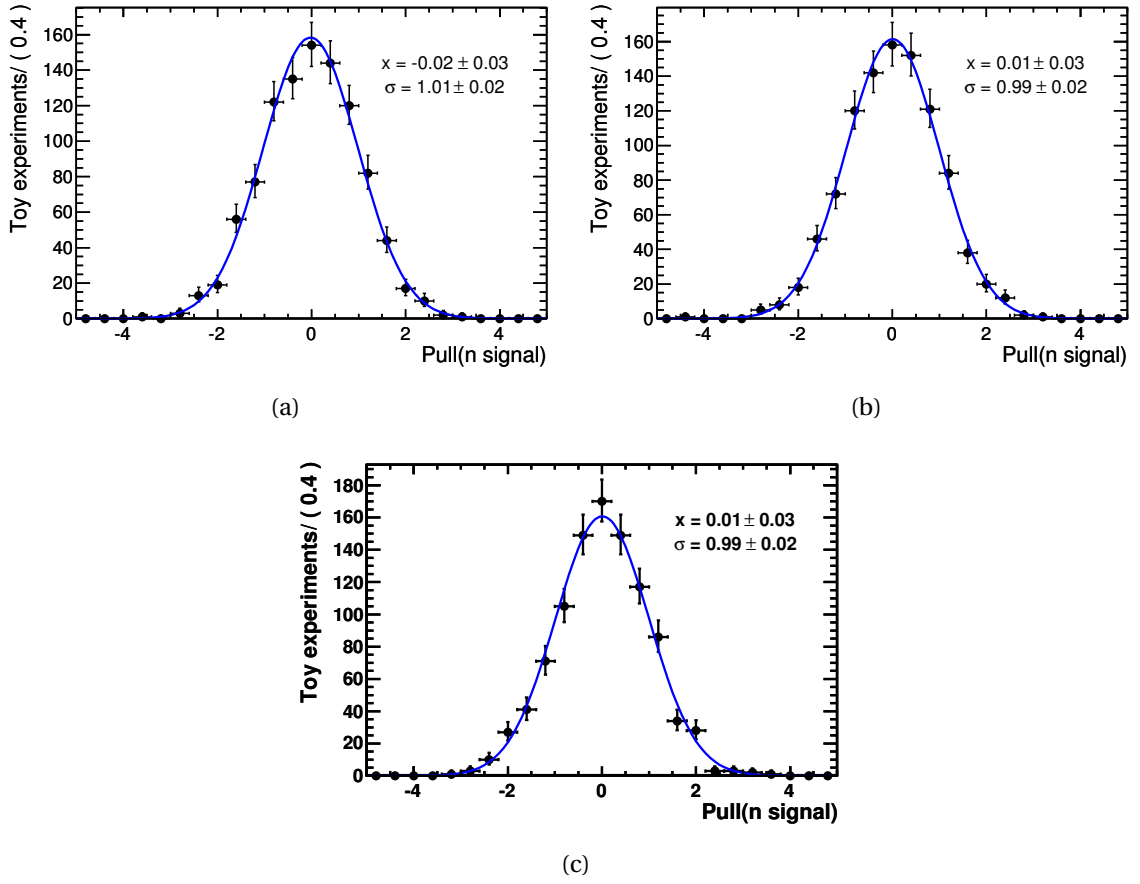 Toy experiments/ ( 0.4 )
160
140
120
100
80
60
40
20
0
x = -0.02 ± 0.03
σ = 1.01 ± 0.02
-4 -2 0 2 4
Pull(n signal)
(a)
Toy experiments/ ( 0.4 )
160
140
120
100
80
60
40
20
0
x = 0.01 ± 0.03
σ = 0.99 ± 0.02
-4 -2 0 2 4
Pull(n signal)
(b)
Toy experiments/ ( 0.4 )
180
160
140
120
100
80
60
40
20
0
x = 0.01 ± 0.03
σ = 0.99 ± 0.02
-4 -2 0 2 4
Pull(n signal)
(c)